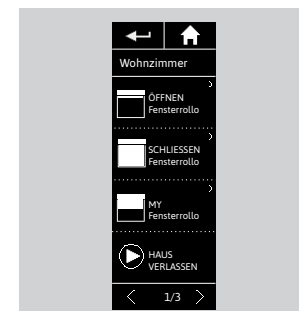 Wohnzimmer
ÖFFNEN
Fensterrollo
SCHLIESSEN
Fensterrollo
MY
Fensterrollo
HAUS
VERLASSEN
1/3